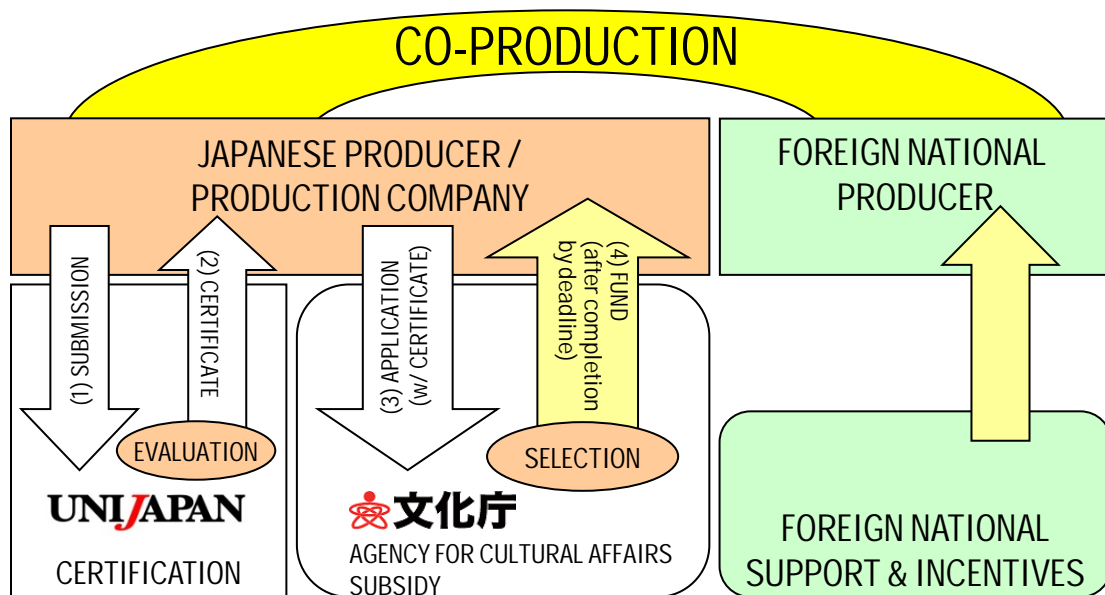 CO-PRODUCTION
JAPANESE PRODUCER /
PRODUCTION COMPANY
FOREIGN NATIONAL
PRODUCER
(1) SUBMISSION
(2) CERTIFICATE
(3) APPLICATION
(w/ CERTIFICATE)
(4) FUND
(after completion
by deadline)
EVALUATION
SELECTION
UNIJAPAN
CERTIFICATION
文化庁
AGENCY FOR CULTURAL AFFAIRS
SUBSIDY
FOREIGN NATIONAL
SUPPORT & INCENTIVES